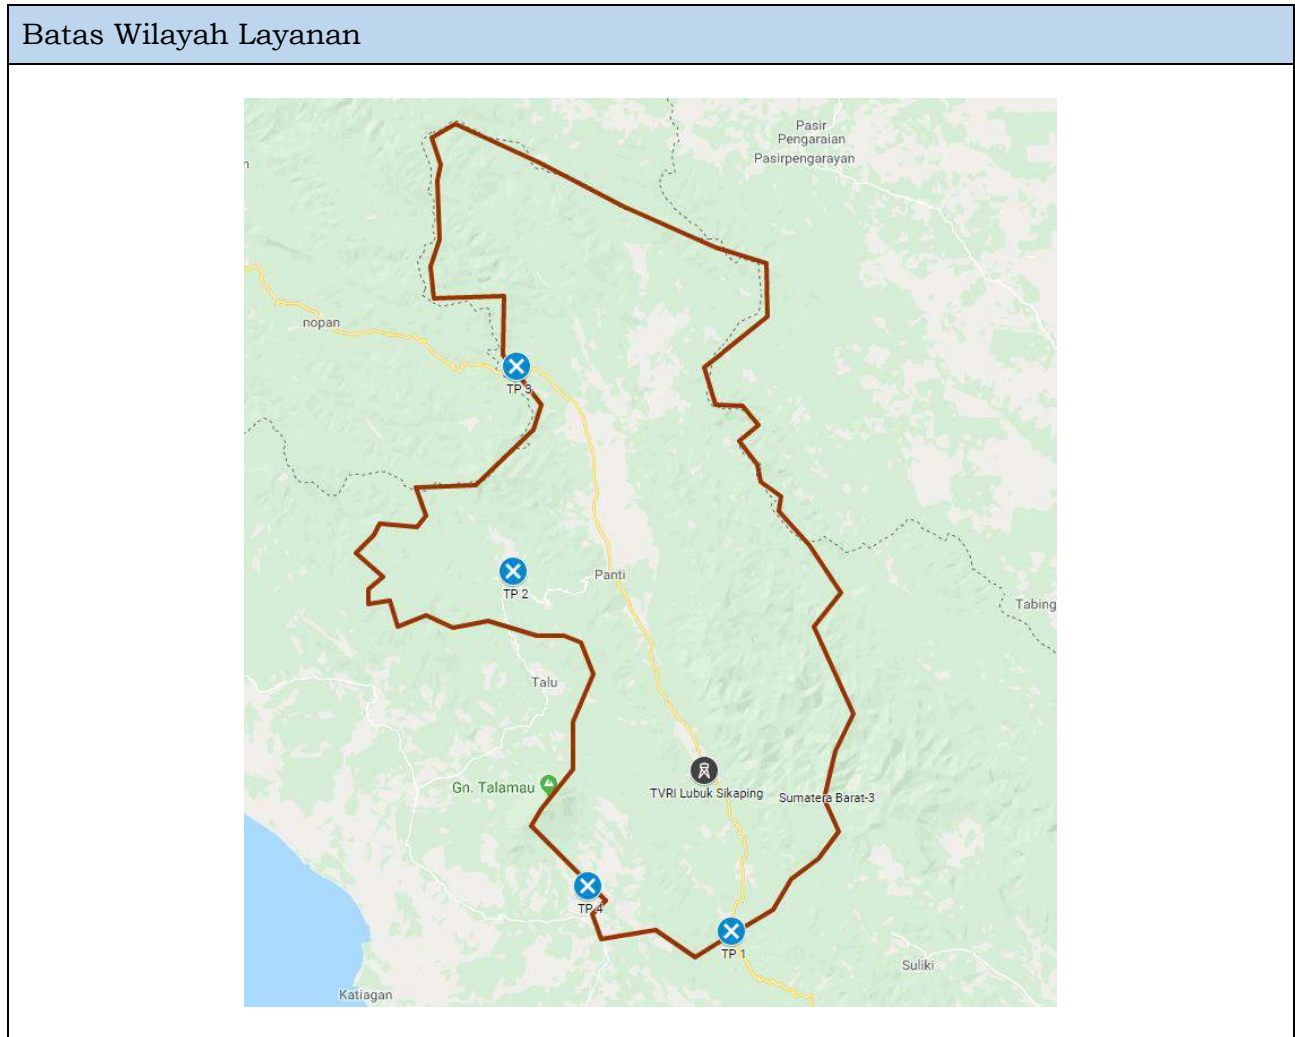 Batas Wilayah Layanan
Pasir
Pengaraian
Pasirpengarayan
n
nopan
TP 3
Panti
TP 2
Tabing
Talu
Gn. Talamau
TVRI Lubuk Sikaping
Sumatera Barat-3
TP 4
TP 1
Suliki
Katiagan